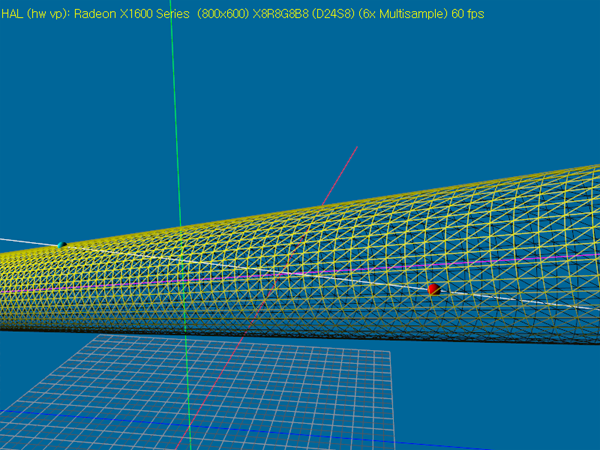 HAL (hw vp): Radeon X1600 Series (800x600) X8R8G8B8 (D24S8) (6x Multisample) 60 fps